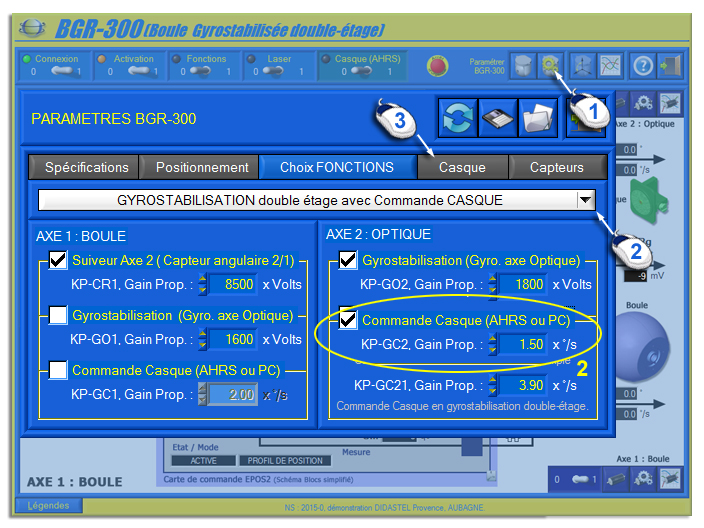 BGR-300 (Boule Gyrostabilisée double-étage)
Connexion Activation Fonctions Laser Casque (AHRS)
0 1 0 1 0 1 0 1 0 1
Paramétrer
BGR-300
1
PARAMETRES BGR-300
3
Axe 2 : Optique
Spécifications Positionnement Choix FONCTIONS Casque Capteurs
0.0 °
0.0 °/s
GYROSTABILISATION double étage avec Commande CASQUE
2
AXE 1 : BOULE
AXE 2 : OPTIQUE
Suiveur Axe 2 ( Capteur angulaire 2/1)
KP-CR1, Gain Prop. : 8500 x Volts
Gyrostabilisation (Gyro. axe Optique)
KP-GO1, Gain Prop. : 1600 x Volts
Commande Casque (AHRS ou PC)
KP-GC1, Gain Prop. : 2.00 x °/s
Gyrostabilisation (Gyro. axe Optique)
KP-GO2, Gain Prop. : 1800 x Volts
Commande Casque (AHRS ou PC)
KP-GC2, Gain Prop. : 1.50 x °/s
2
KP-GC21, Gain Prop. : 3.90 x °/s
Commande Casque en gyrostabilisation double-étage.
-9 mV
Boule
0.0 °
0.0 °/s
Axe 1 : Boule
Etat / Mode
ACTIVE PROFIL DE POSITION
Mesure
AXE 1 : BOULE
Carte de commande EPOS2 (Schéma Blocs simplifié)
0 1
Légendes
NS : 2015-0, démonstration DIDASTEL Provence, AUBAGNE.